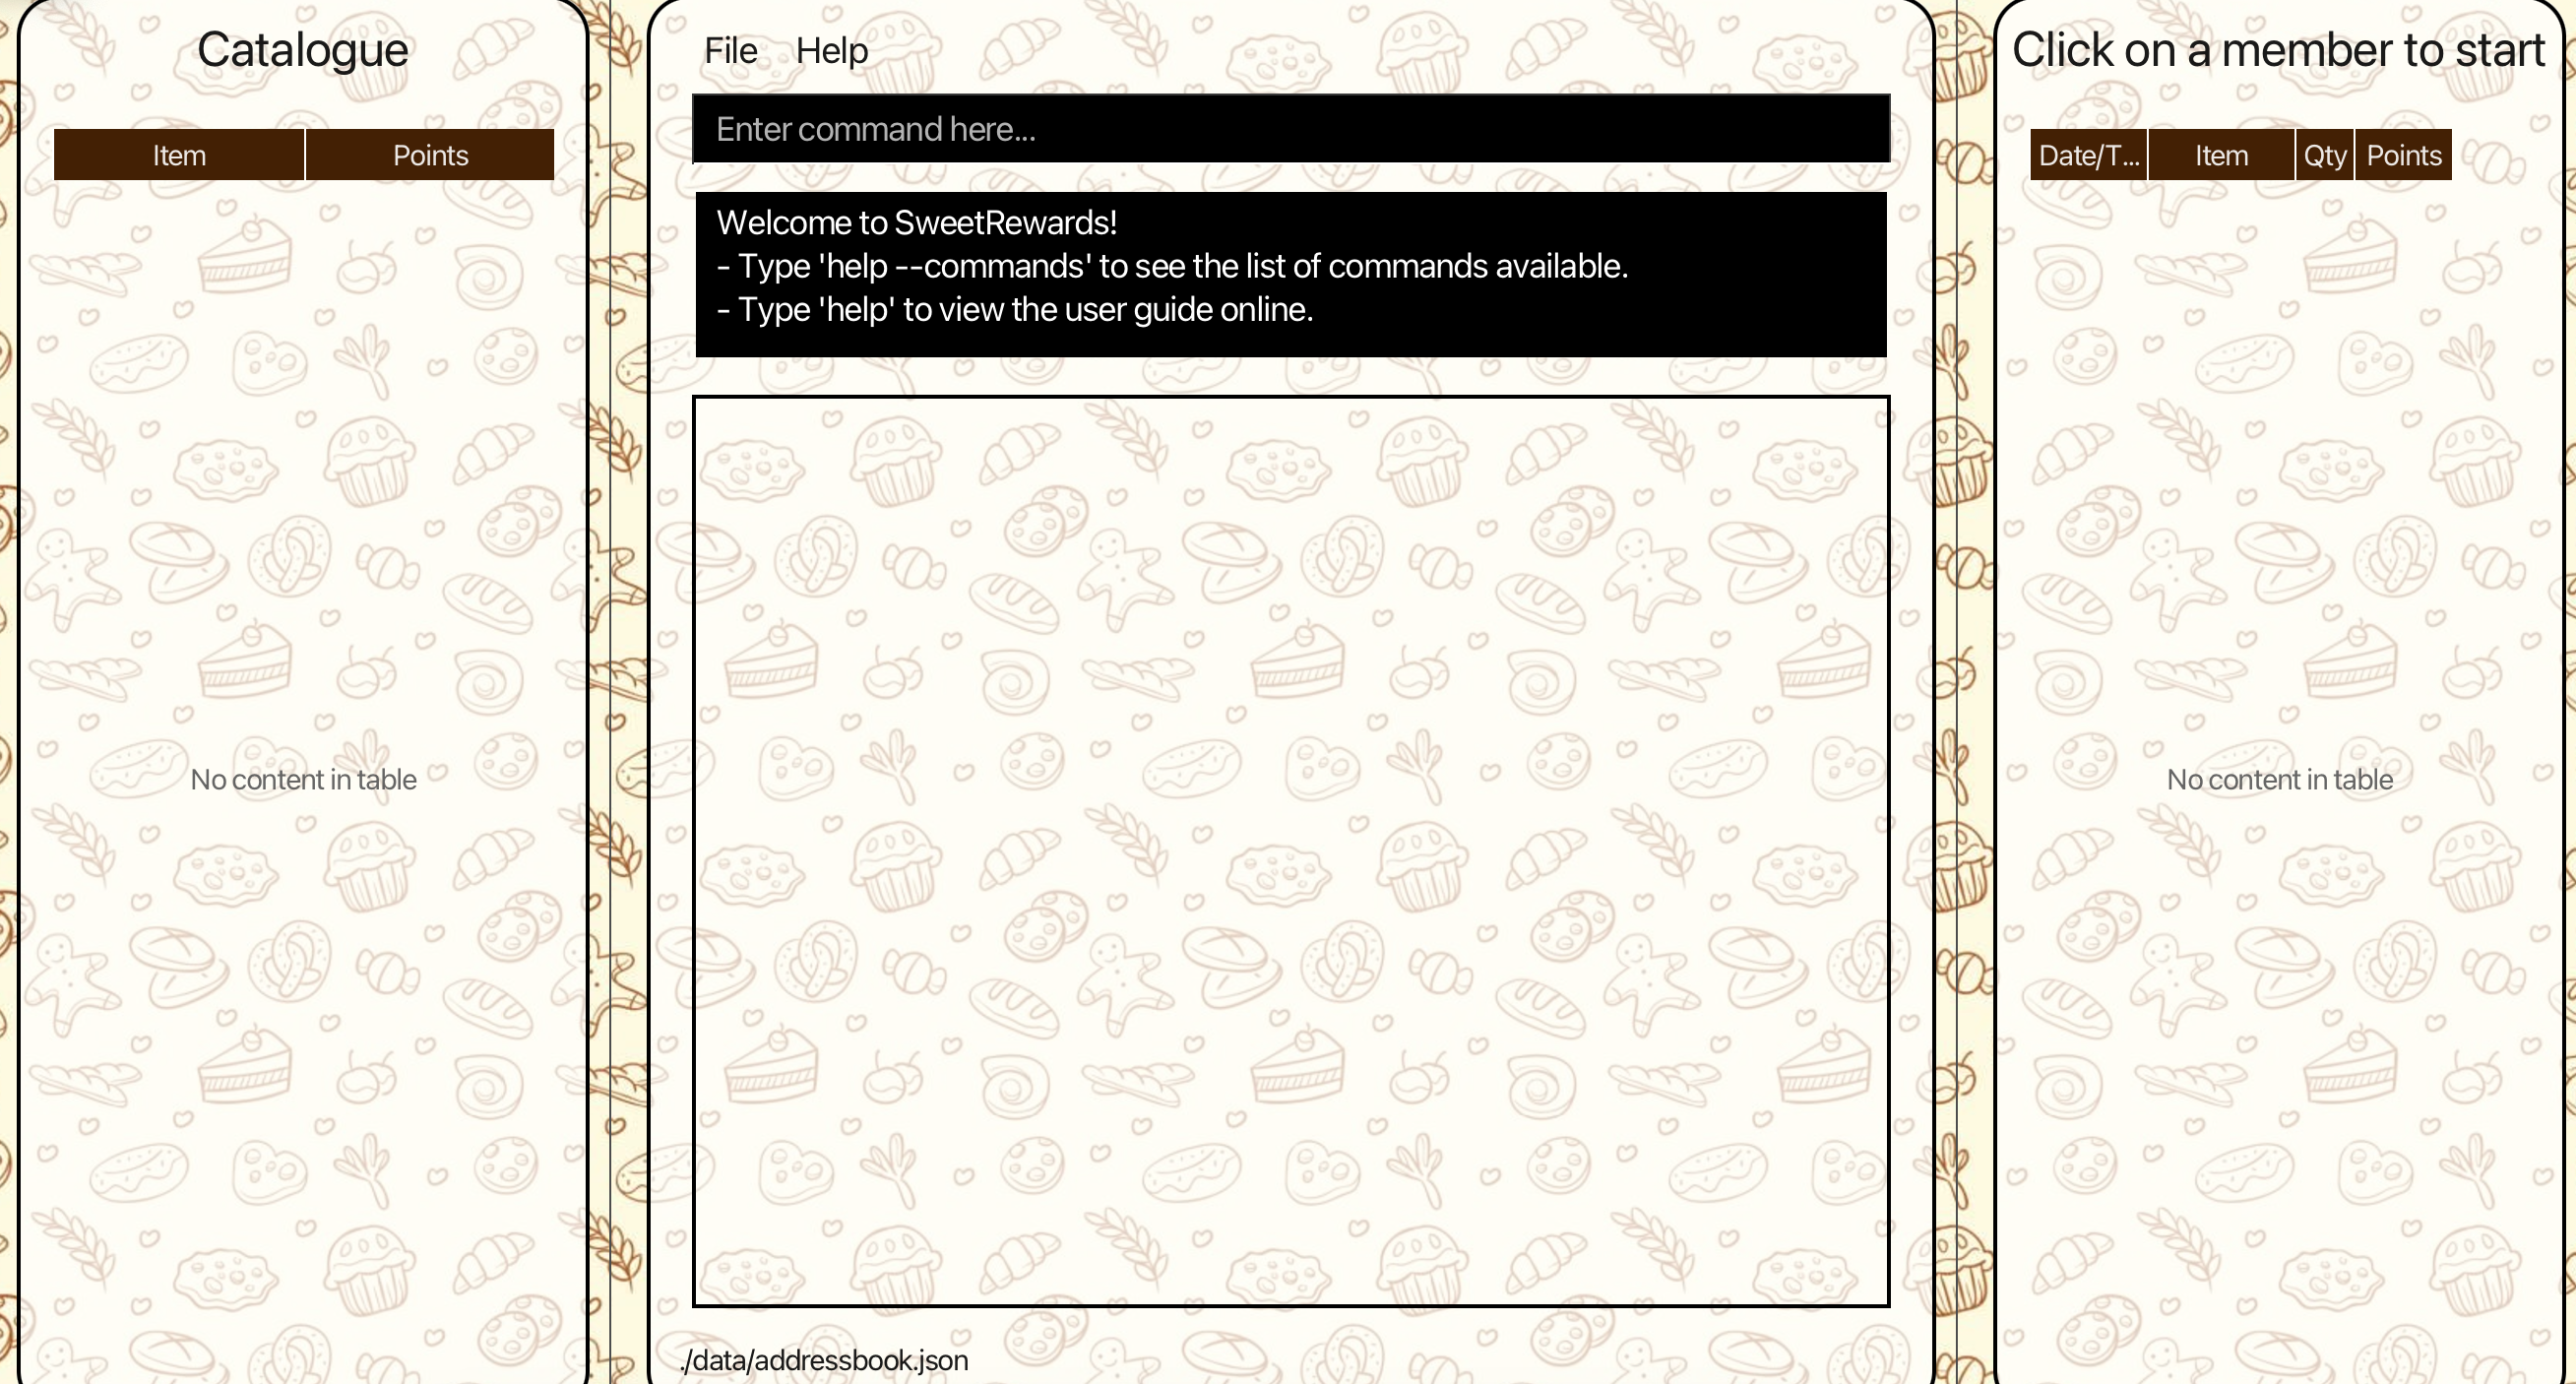 Catalogue
Item Points
No content in table
File Help
Enter command here...
Welcome to SweetRewards!
- Type 'help --commands' to see the list of commands available.
- Type 'help' to view the user guide online.
./data/addressbook.json
Click on a member to start
Date/T... Item Qty Points
No content in table